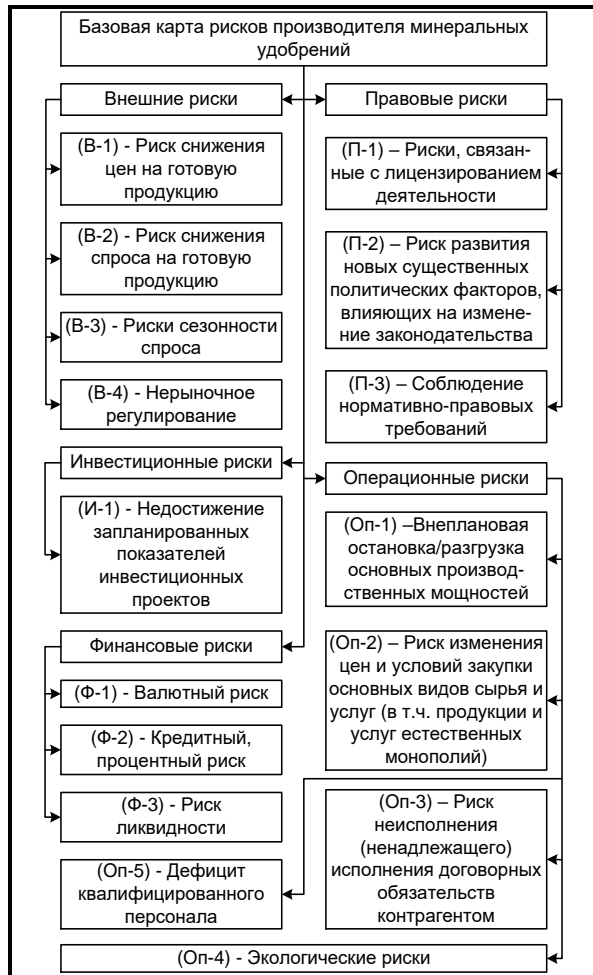 Базовая карта рисков производителя минеральных
удобрений
Внешние риски
(В-1) - Риск снижения
цен на готовую
продукцию
(В-2) - Риск снижения
спроса на готовую
продукцию
(В-3) - Риски сезонности
спроса
(В-4) - Нерыночное
регулирование
Правовые риски
(П-1) – Риски, связан-
ные с лицензированием
деятельности
(П-2) – Риск развития
новых существенных
политических факторов,
влияющих на измене-
ние законодательства
(П-3) – Соблюдение
нормативно-правовых
требований
Инвестиционные риски
(И-1) - Недостижение
запланированных
показателей
инвестиционных
проектов
Операционные риски
(Оп-1) –Внеплановая
остановка/разгрузка
основных производ-
ственных мощностей
(Оп-2) – Риск изменения
цен и условий закупки
основных видов сырья и
услуг (в т.ч. продукции и
услуг естественных
монополий)
Финансовые риски
(Ф-1) - Валютный риск
(Ф-2) - Кредитный,
процентный риск
(Ф-3) - Риск
ликвидности
(Оп-3) – Риск
неисполнения
(ненадлежащего)
исполнения договорных
обязательств
контрагентом
(Оп-5) - Дефицит
квалифицированного
персонала
(Оп-4) - Экологические риски